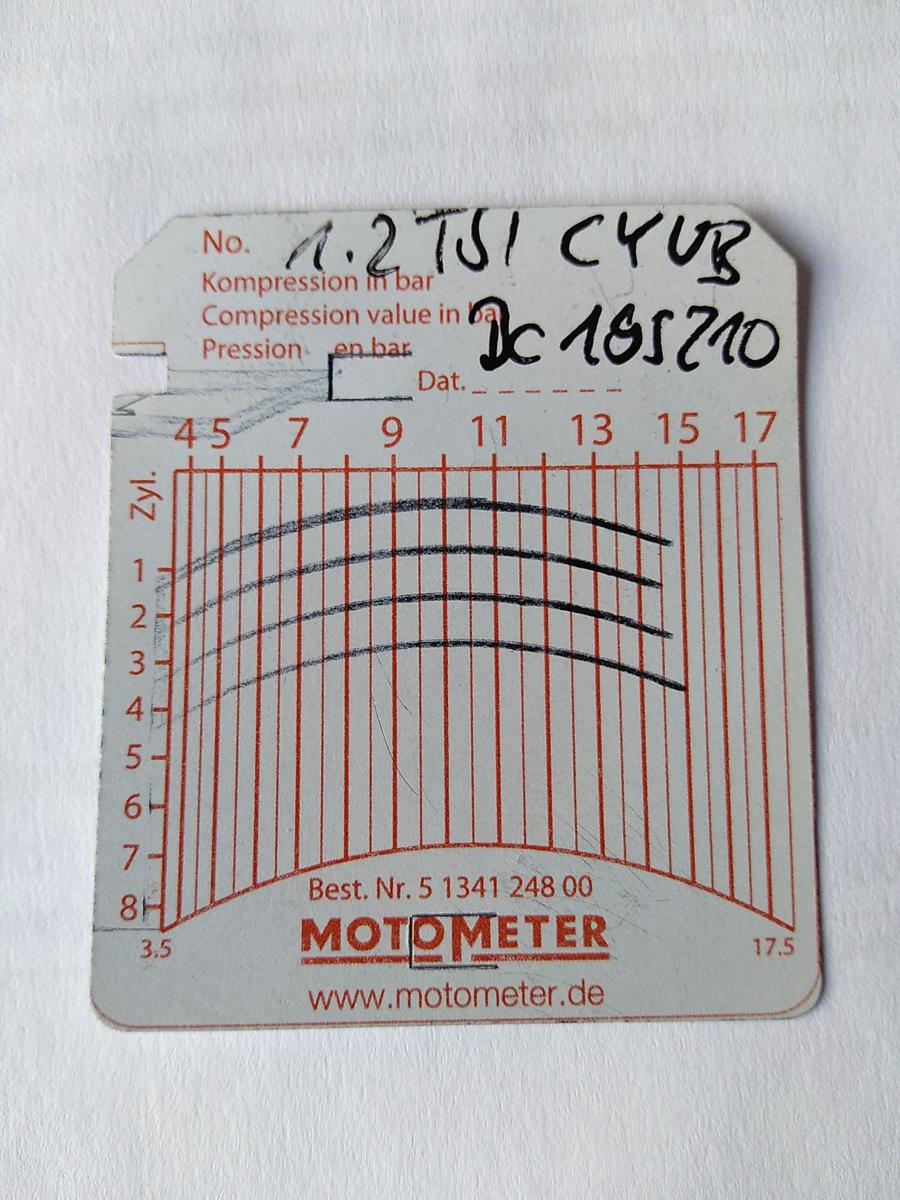 No. 1.2 TSI CYVB
Kompression in bar
Compression value in bar
DC 185210
Pression en bar
Dat. _ _ _ _ _ _
4 5 7 9 11 13 15 17
Zyl.
1
2
3
4
5
6
7
8
3.5
17.5
Best. Nr. 5 1341 248 00
MOTOMETER
www.motometer.de